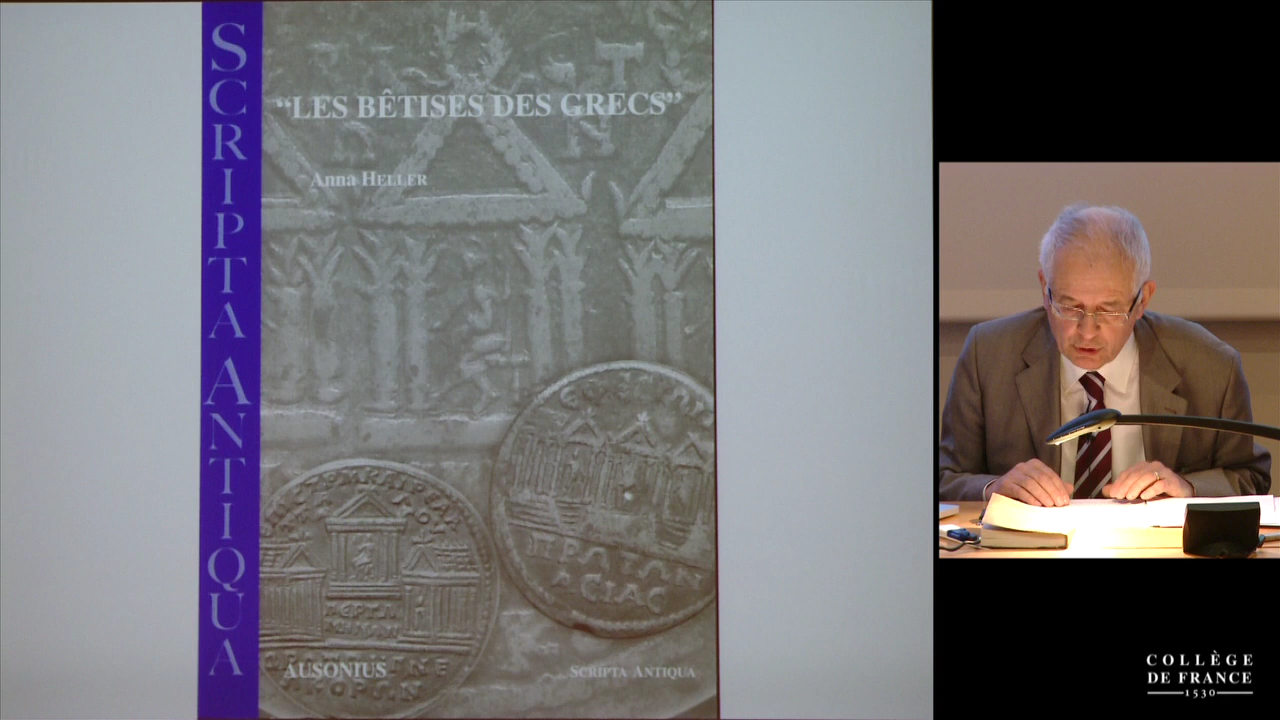 SCRIPTA ANTIQUA
“LES BÊTISES DES GRECS”
Anna HELLER
AUSONIUS
SCRIPTA ANTIQUA
COLLÈGE
DE FRANCE
1530